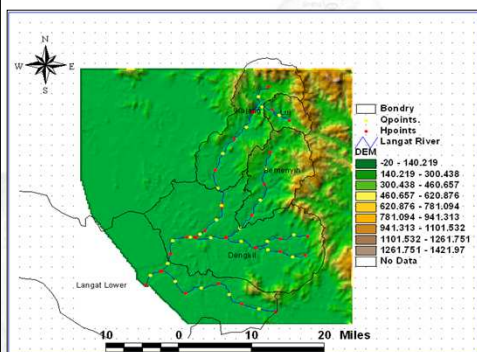 N
W E
S
Semenyih
Dengkil
Langat Lower
Bondry
Qpoints.
Hpoints
Langat River
DEM
-20 - 140.219
140.219 - 300.438
300.438 - 460.657
460.657 - 620.876
620.876 - 781.094
781.094 - 941.313
941.313 - 1101.532
1101.532 - 1261.751
1261.751 - 1421.97
No Data
10 0 10 20 Miles